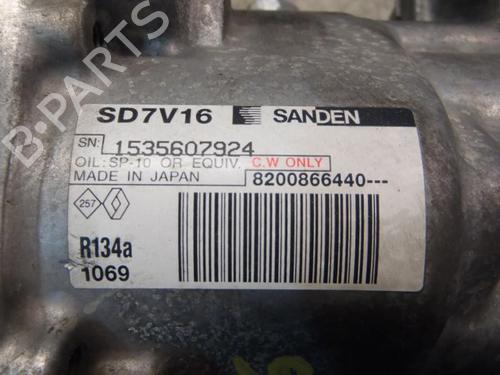 SD7V16 SANDEN
SN: 1535607924
OIL: SP-10 OR EQUIV. C.W ONLY
MADE IN JAPAN 8200866440---
257
R134a
1069
B-PARTS